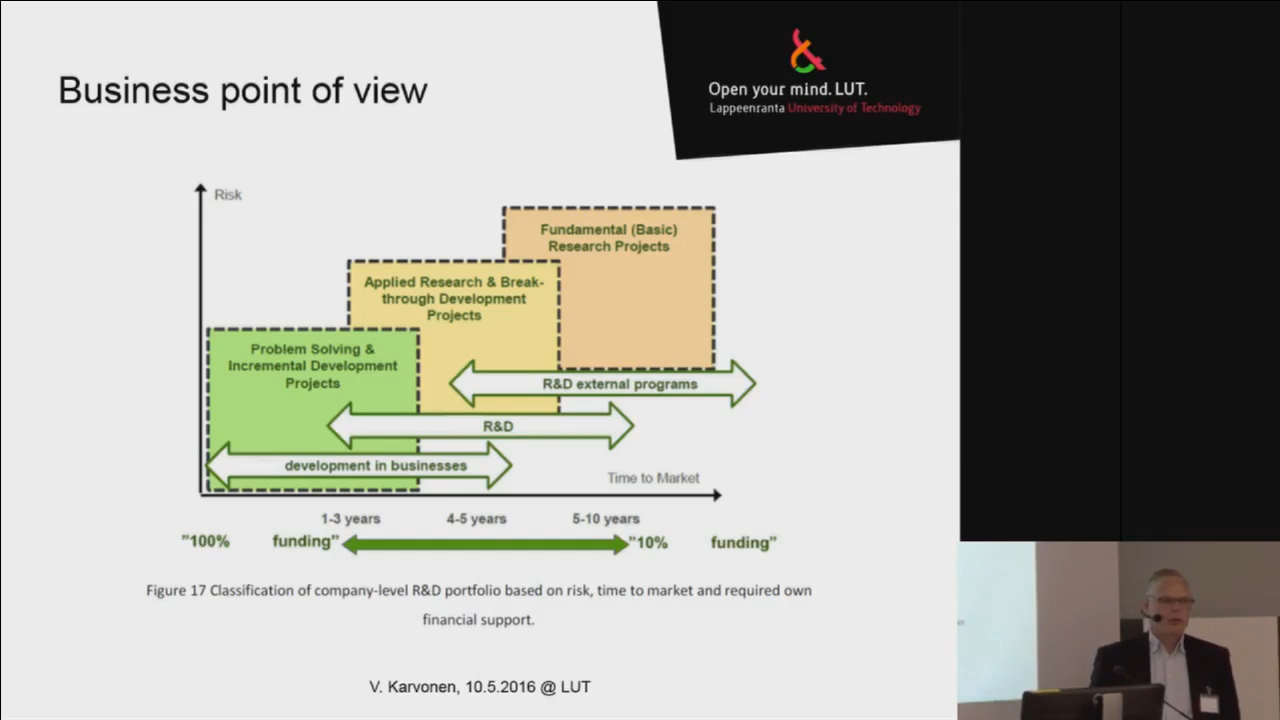 Business point of view
Open your mind. LUT.
Lappeenranta University of Technology
Risk
Fundamental (Basic)
Research Projects
Applied Research & Break-
through Development
Projects
Problem Solving &
Incremental Development
Projects
R&D external programs
R&D
development in businesses
Time to Market
1-3 years 4-5 years 5-10 years
"100% funding" "10% funding"
Figure 17 Classification of company-level R&D portfolio based on risk, time to market and required own
financial support.
V. Karvonen, 10.5.2016 @ LUT